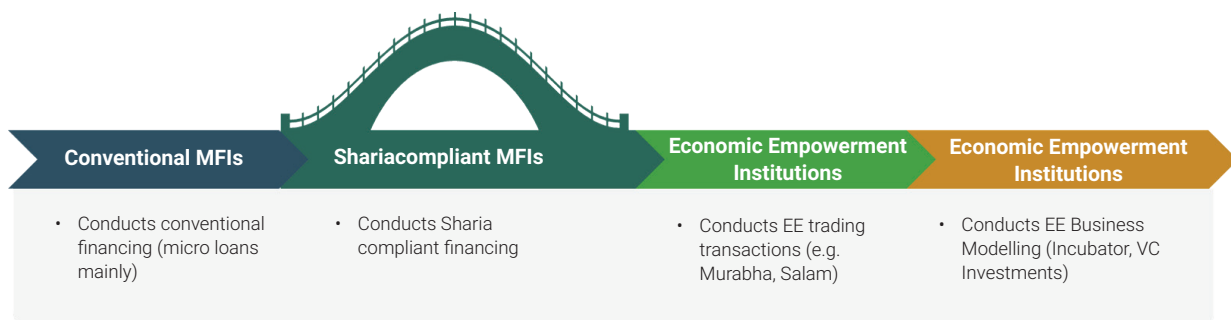 Conventional MFIs
Shariacompliant MFIs
Economic Empowerment
Institutions
Economic Empowerment
Institutions
• Conducts conventional
financing (micro loans
mainly)
• Conducts Sharia
compliant financing
• Conducts EE trading
transactions (e.g.
Murabha, Salam)
• Conducts EE Business
Modelling (Incubator, VC
Investments)